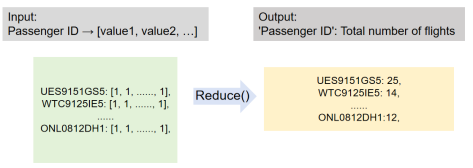 Input:
Passenger ID → [value1, value2, …]
Output:
'Passenger ID': Total number of flights
UES9151GS5: [1, 1, ......, 1],
WTC9125IE5: [1, 1, ......, 1],
......
ONL0812DH1: [1, 1, ......, 1],
Reduce()
UES9151GS5: 25,
WTC9125IE5: 14,
......
ONL0812DH1:12,